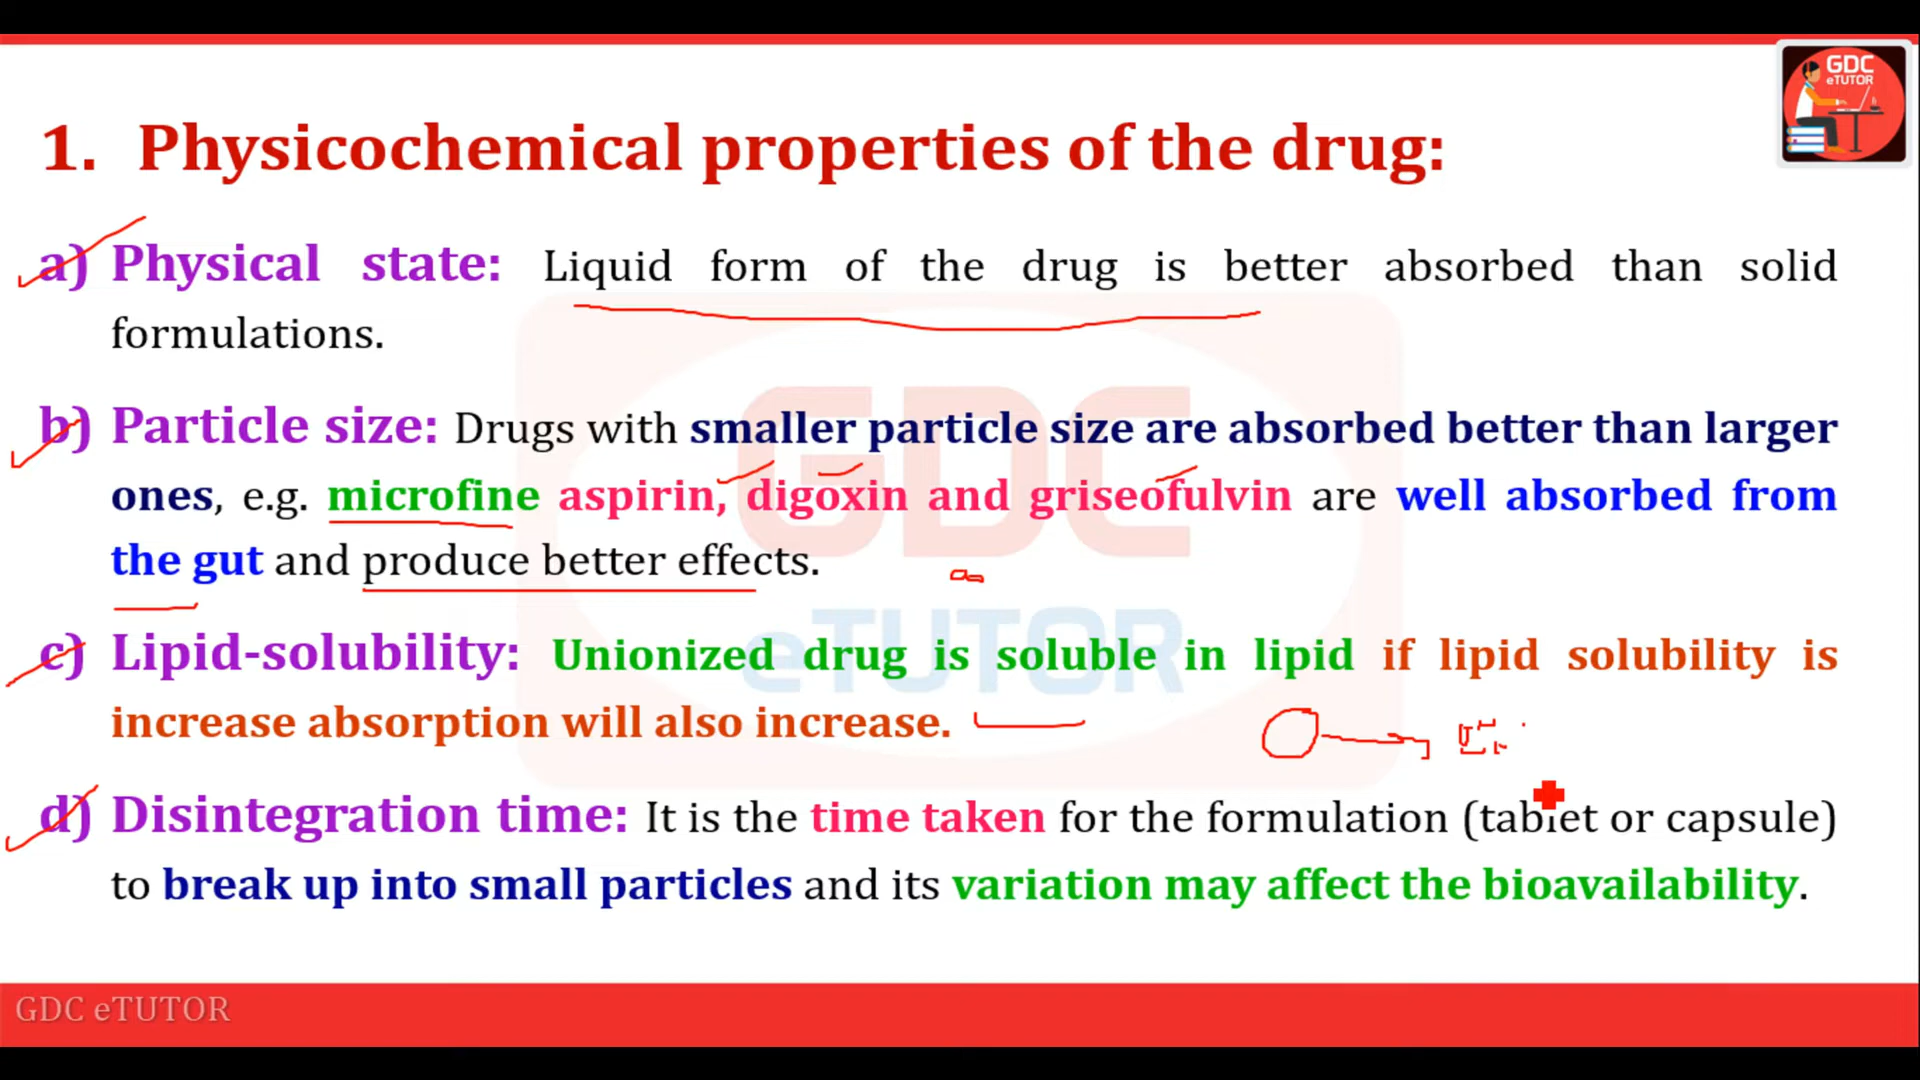 GDC
eTUTOR
1. Physicochemical properties of the drug:
a) Physical state: Liquid form of the drug is better absorbed than solid
formulations.
b) Particle size: Drugs with smaller particle size are absorbed better than larger
ones, e.g. microfine aspirin, digoxin and griseofulvin are well absorbed from
the gut and produce better effects.
GDC
eTUTOR
c) Lipid-solubility: Unionized drug is soluble in lipid if lipid solubility is
increase absorption will also increase.
d) Disintegration time: It is the time taken for the formulation (tablet or capsule)
to break up into small particles and its variation may affect the bioavailability.
GDC eTUTOR